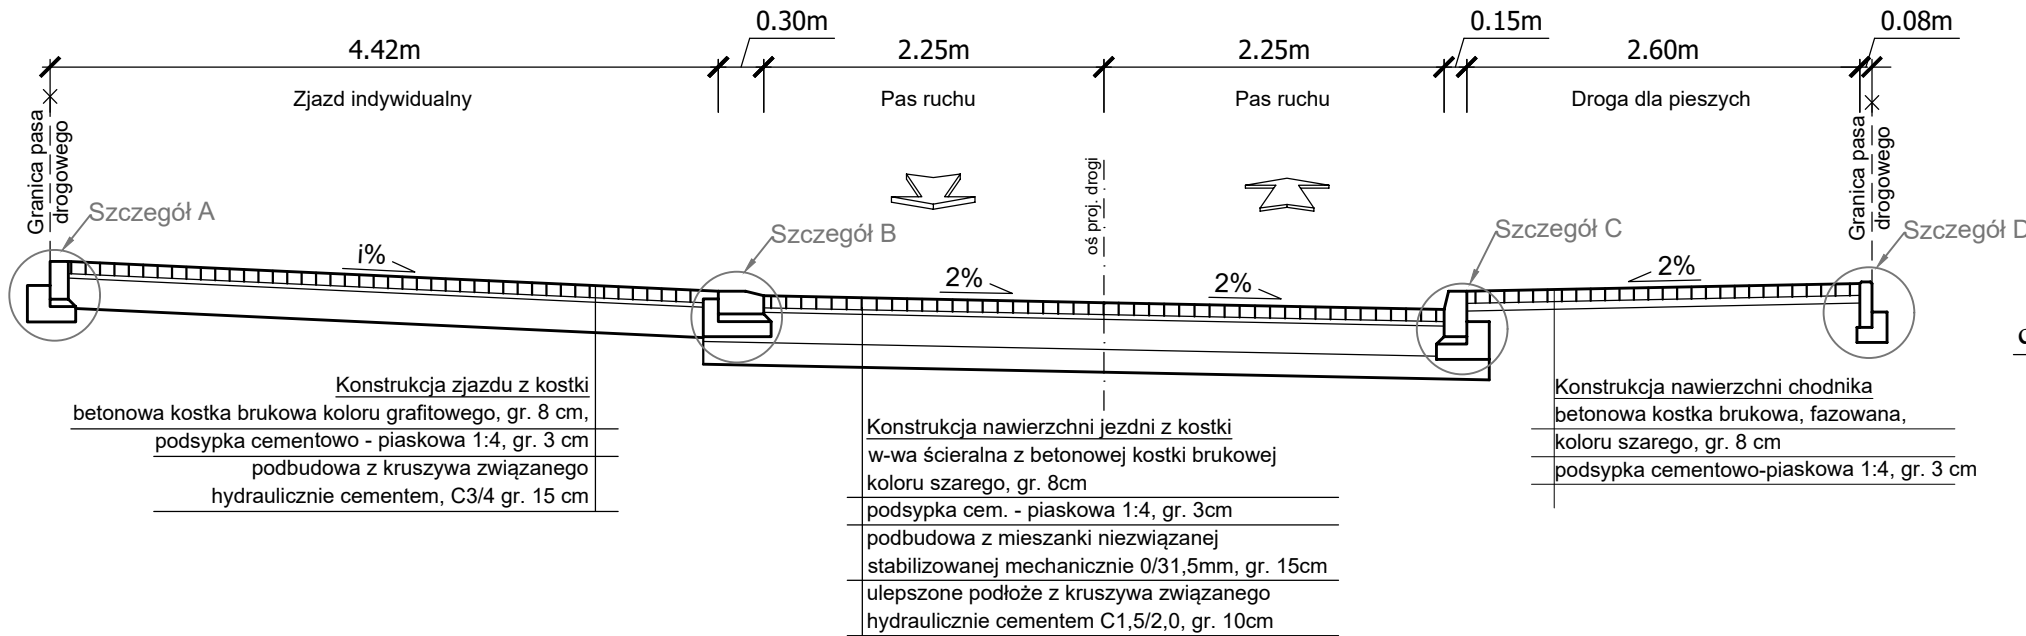 0.30m
0.15m
0.08m
4.42m
2.25m
2.25m
2.60m
Zjazd indywidualny
Pas ruchu
Pas ruchu
Droga dla pieszych
Granica pasa
drogowego
oś proj. drogi
Granica pasa
drogowego
Szczegół A
Szczegół B
Szczegół C
Szczegół D
i%
2%
2%
2%
Konstrukcja zjazdu z kostki
betonowa kostka brukowa koloru grafitowego, gr. 8 cm,
podsypka cementowo - piaskowa 1:4, gr. 3 cm
podbudowa z kruszywa związanego
hydraulicznie cementem, C3/4 gr. 15 cm
Konstrukcja nawierzchni jezdni z kostki
w-wa ścieralna z betonowej kostki brukowej
koloru szarego, gr. 8cm
podsypka cem. - piaskowa 1:4, gr. 3cm
podbudowa z mieszanki niezwiązanej
stabilizowanej mechanicznie 0/31,5mm, gr. 15cm
ulepszone podłoże z kruszywa związanego
hydraulicznie cementem C1,5/2,0, gr. 10cm
Konstrukcja nawierzchni chodnika
betonowa kostka brukowa, fazowana,
koloru szarego, gr. 8 cm
podsypka cementowo-piaskowa 1:4, gr. 3 cm